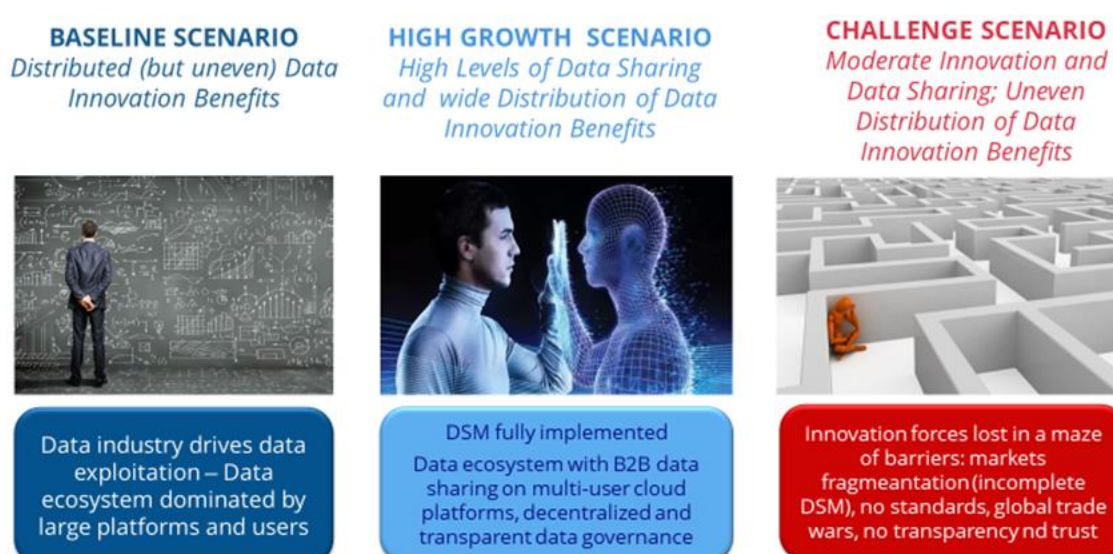 BASELINE SCENARIO
Distributed (but uneven) Data
Innovation Benefits
Data industry drives data
exploitation – Data
ecosystem dominated by
large platforms and users
HIGH GROWTH SCENARIO
High Levels of Data Sharing
and wide Distribution of Data
Innovation Benefits
DSM fully implemented
Data ecosystem with B2B data
sharing on multi-user cloud
platforms, decentralized and
transparent data governance
CHALLENGE SCENARIO
Moderate Innovation and
Data Sharing; Uneven
Distribution of Data
Innovation Benefits
Innovation forces lost in a maze
of barriers: markets
fragmeantation (incomplete
DSM), no standards, global trade
wars, no transparency nd trust